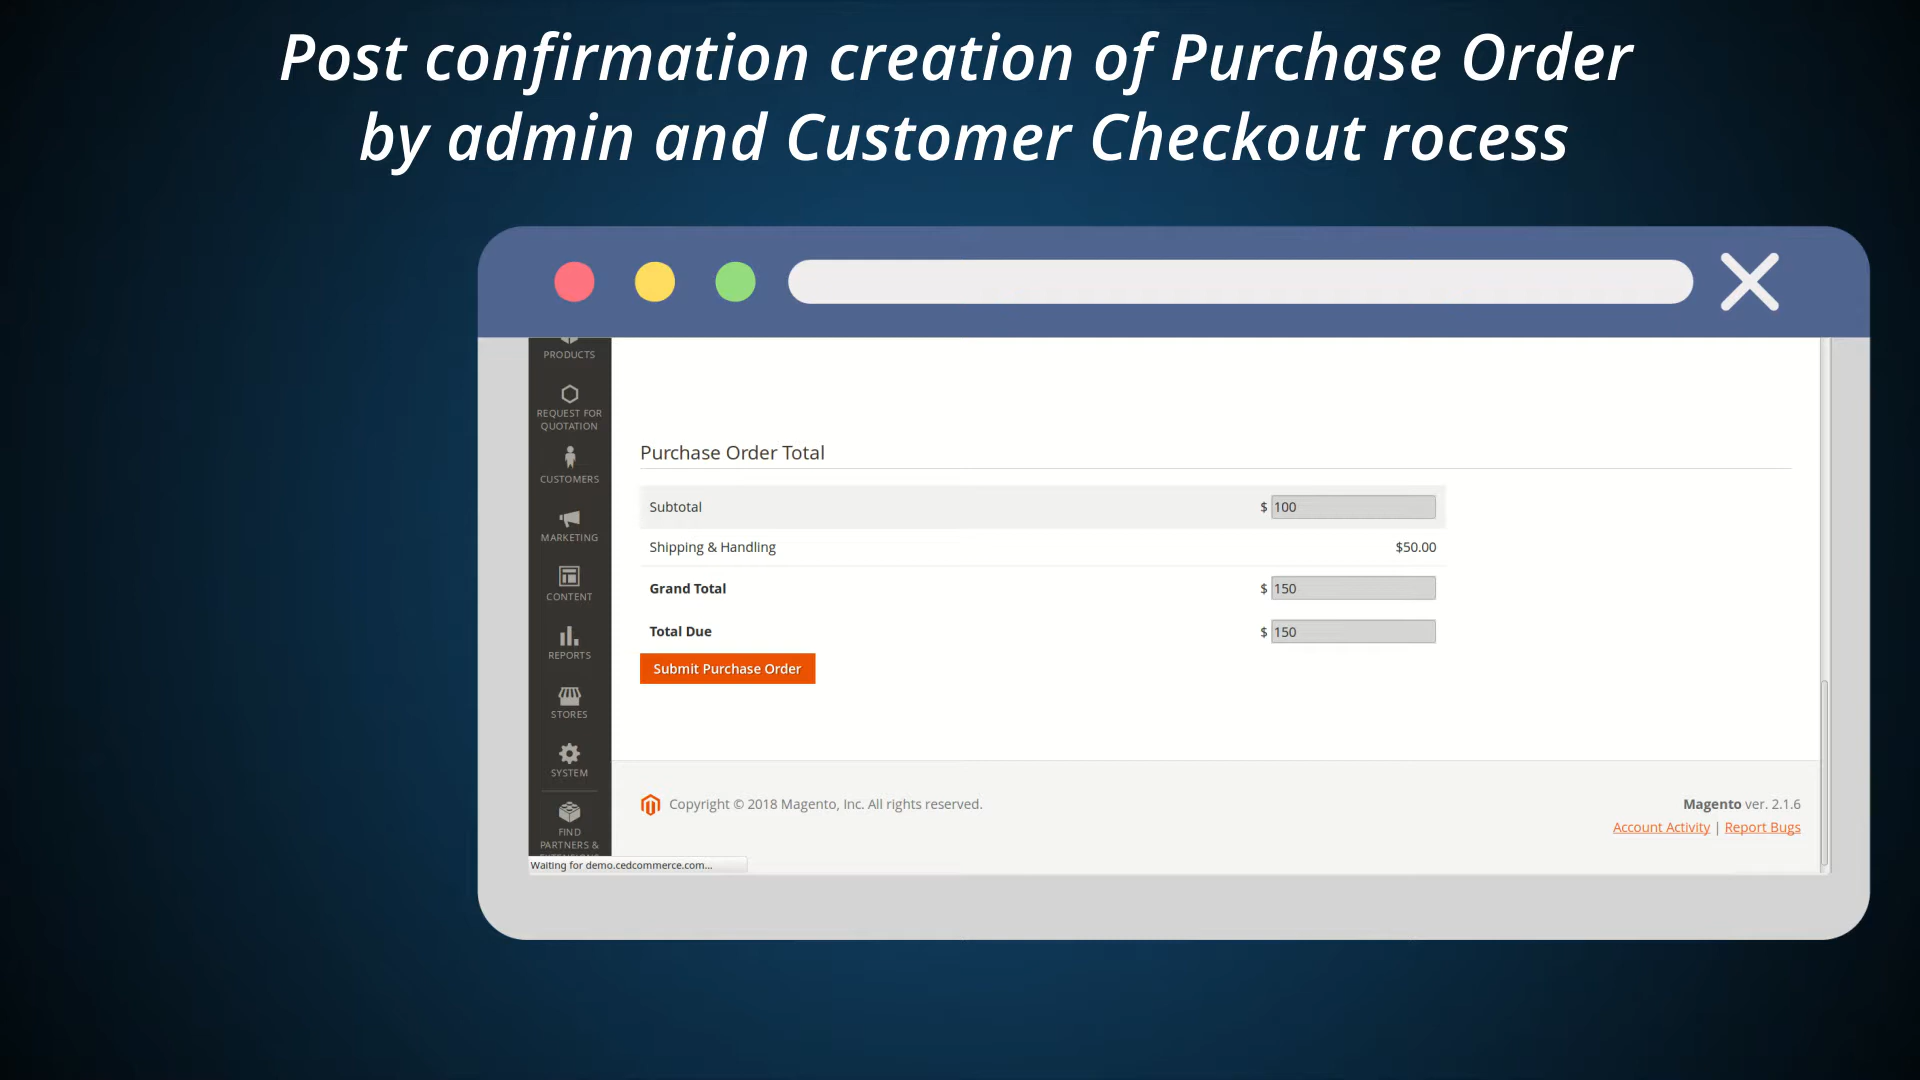 Post confirmation creation of Purchase Order
by admin and Customer Checkout rocess
PRODUCTS
REQUEST FOR
QUOTATION
CUSTOMERS
MARKETING
CONTENT
REPORTS
STORES
SYSTEM
FIND
PARTNERS &
Waiting for demo.cedcommerce.com...
Purchase Order Total
Subtotal $ 100
Shipping & Handling $50.00
Grand Total $ 150
Total Due $ 150
Submit Purchase Order
Copyright © 2018 Magento, Inc. All rights reserved.
Magento ver. 2.1.6
Account Activity | Report Bugs